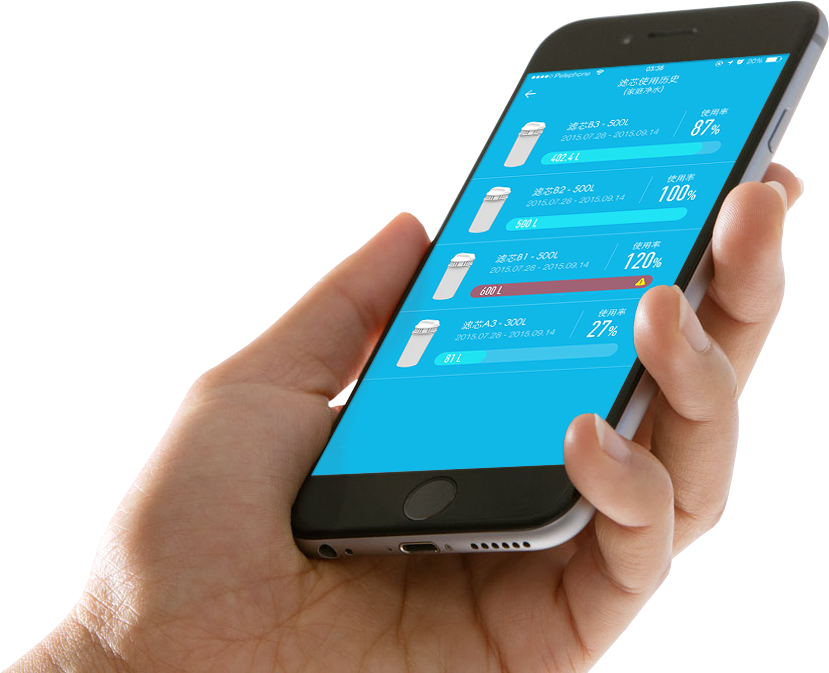 Pelephone 03:38 20%
滤芯使用历史
(家庭净水)
滤芯B3 - 500L
2015.07.28 - 2015.09.14
使用率
87%
402.4 L
滤芯B2 - 500L
2015.07.28 - 2015.09.14
使用率
100%
500 L
滤芯B1 - 500L
2015.07.28 - 2015.09.14
使用率
120%
600 L
滤芯A3 - 300L
2015.07.28 - 2015.09.14
使用率
27%
81 L